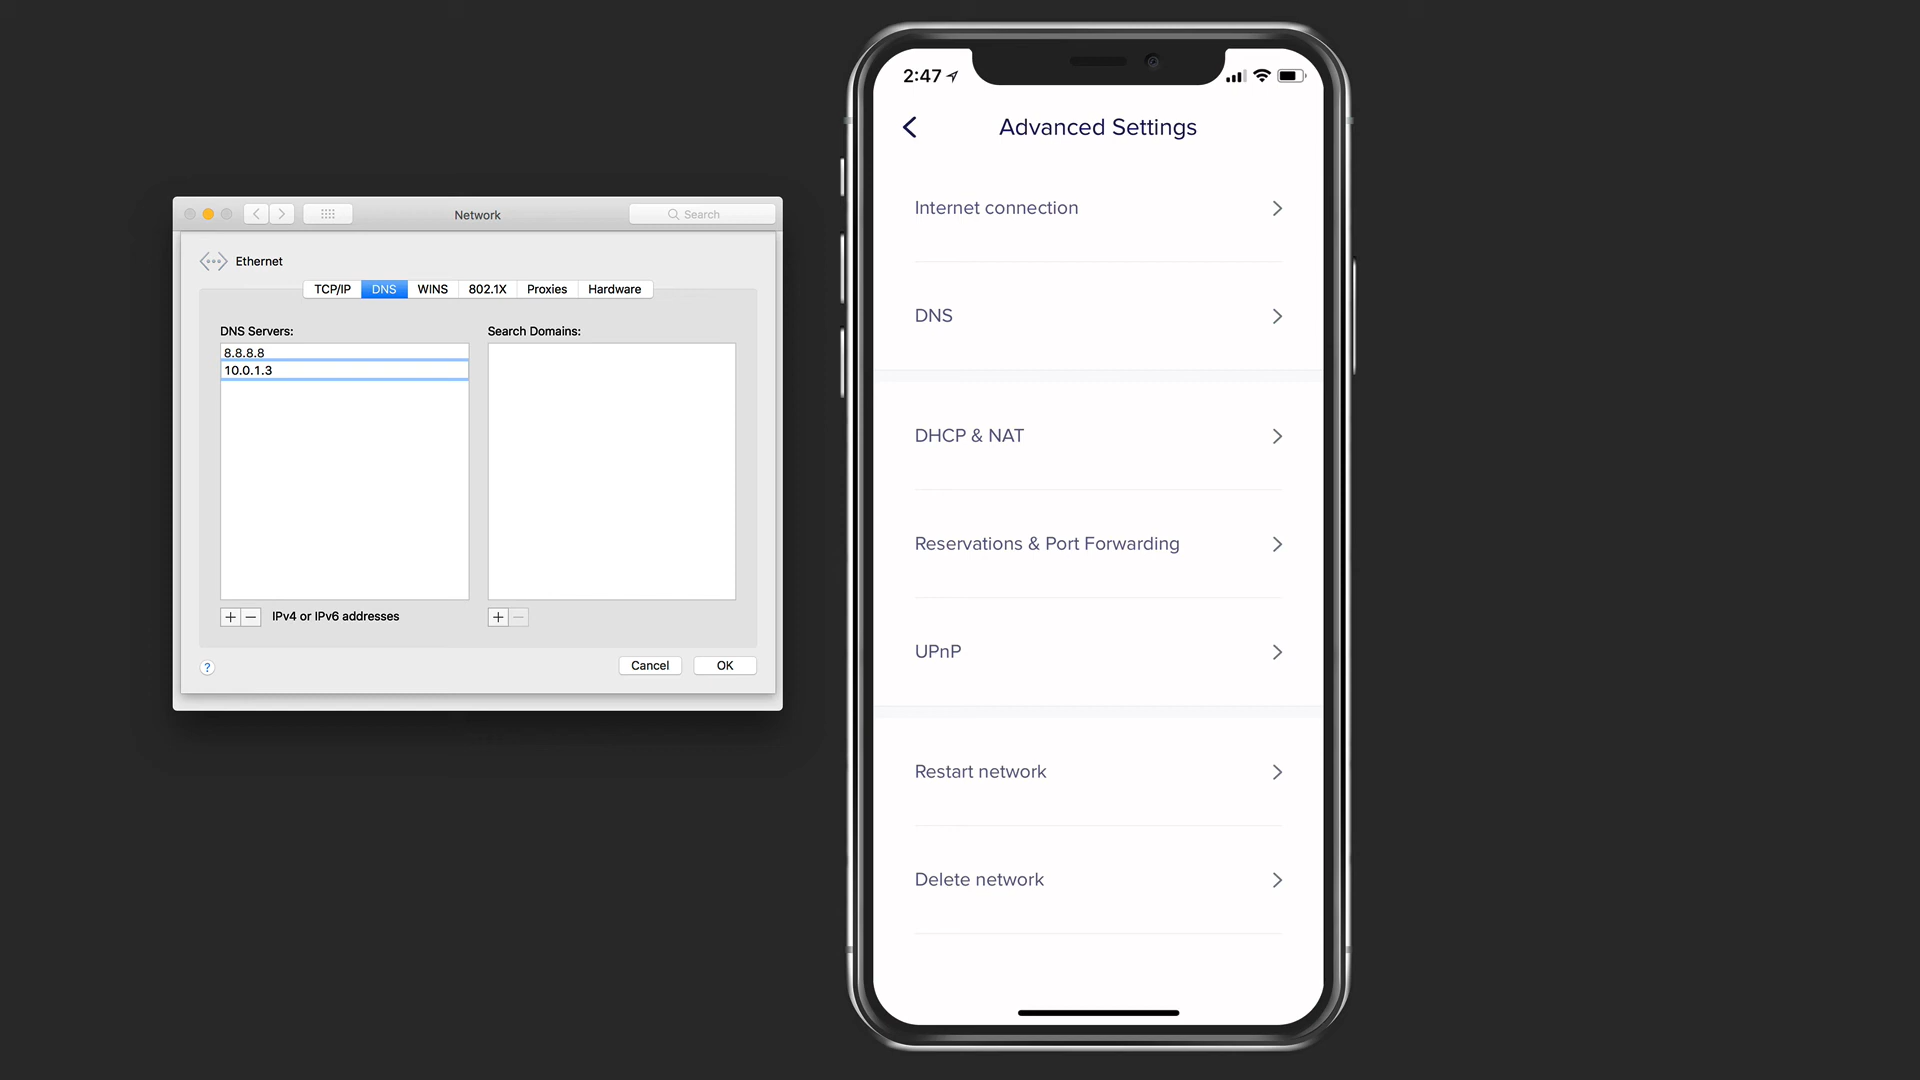 Network
Search
Ethernet
TCP/IP
DNS
WINS
802.1X
Proxies
Hardware
DNS Servers:
Search Domains:
8.8.8.8
10.0.1.3
+
−
IPv4 or IPv6 addresses
+
−
?
Cancel
OK
2:47
Advanced Settings
Internet connection
DNS
DHCP & NAT
Reservations & Port Forwarding
UPnP
Restart network
Delete network